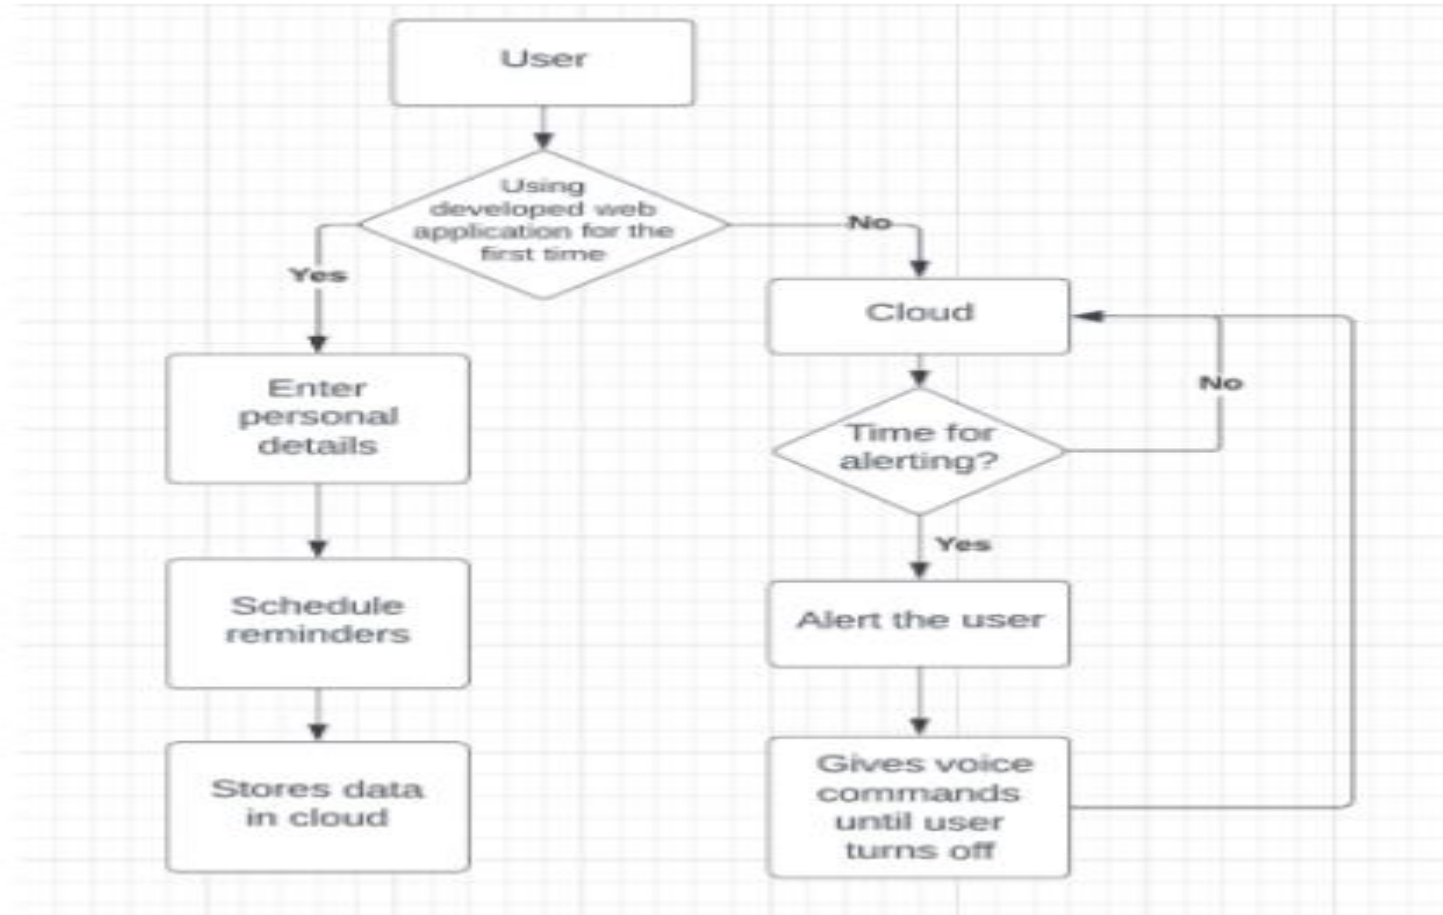 User
Using
developed web
application for the
first time
No
Yes
Cloud
Enter
personal
details
No
Time for
alerting?
Yes
Schedule
reminders
Alert the user
Stores data
in cloud
Gives voice
commands
until user
turns off